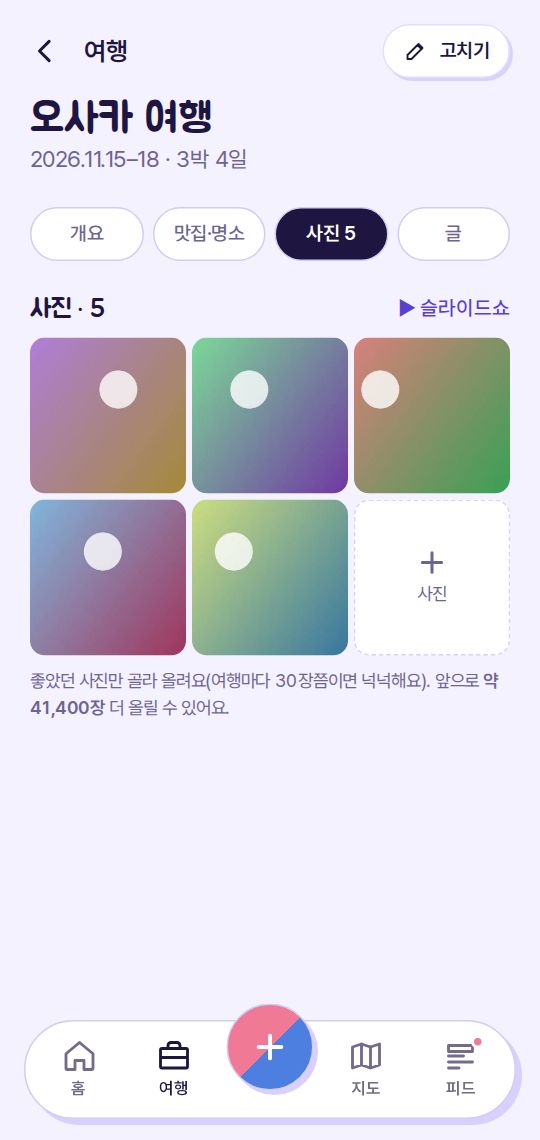 여행
고치기
오사카 여행
2026.11.15–18 · 3박 4일
개요
맛집·명소
사진 5
글
사진 · 5
▶ 슬라이드쇼
사진
좋았던 사진만 골라 올려요(여행마다 30장쯤이면 넉넉해요). 앞으로 약
41,400장 더 올릴 수 있어요.
홈
여행
지도
피드